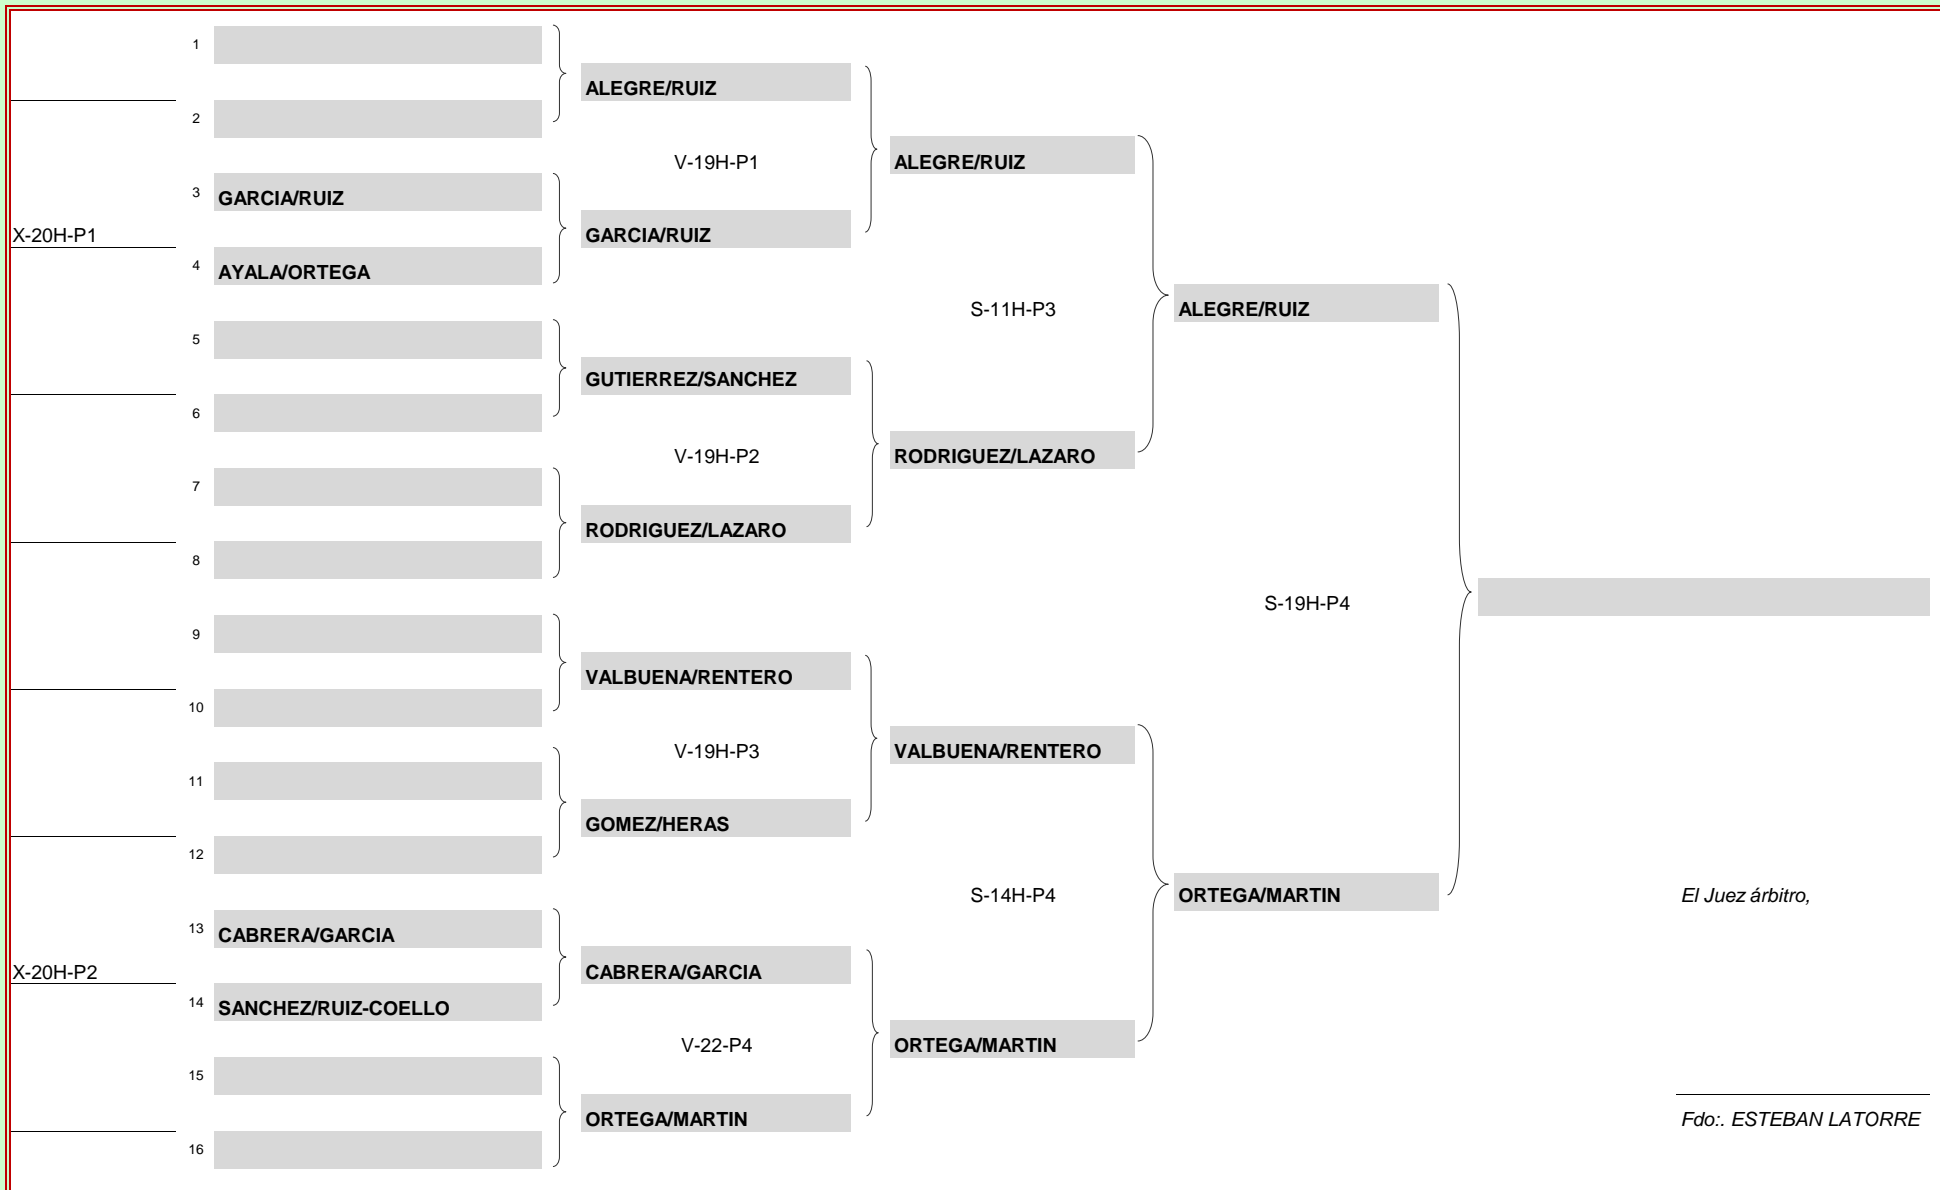 1
ALEGRE/RUIZ
2
V-19H-P1
ALEGRE/RUIZ
3
GARCIA/RUIZ
X-20H-P1
GARCIA/RUIZ
4
AYALA/ORTEGA
S-11H-P3
ALEGRE/RUIZ
5
GUTIERREZ/SANCHEZ
6
V-19H-P2
RODRIGUEZ/LAZARO
7
RODRIGUEZ/LAZARO
8
S-19H-P4
9
VALBUENA/RENTERO
10
V-19H-P3
VALBUENA/RENTERO
11
GOMEZ/HERAS
12
S-14H-P4
ORTEGA/MARTIN
El Juez árbitro,
13
CABRERA/GARCIA
X-20H-P2
CABRERA/GARCIA
14
SANCHEZ/RUIZ-COELLO
V-22-P4
ORTEGA/MARTIN
15
ORTEGA/MARTIN
Fdo:. ESTEBAN LATORRE
16